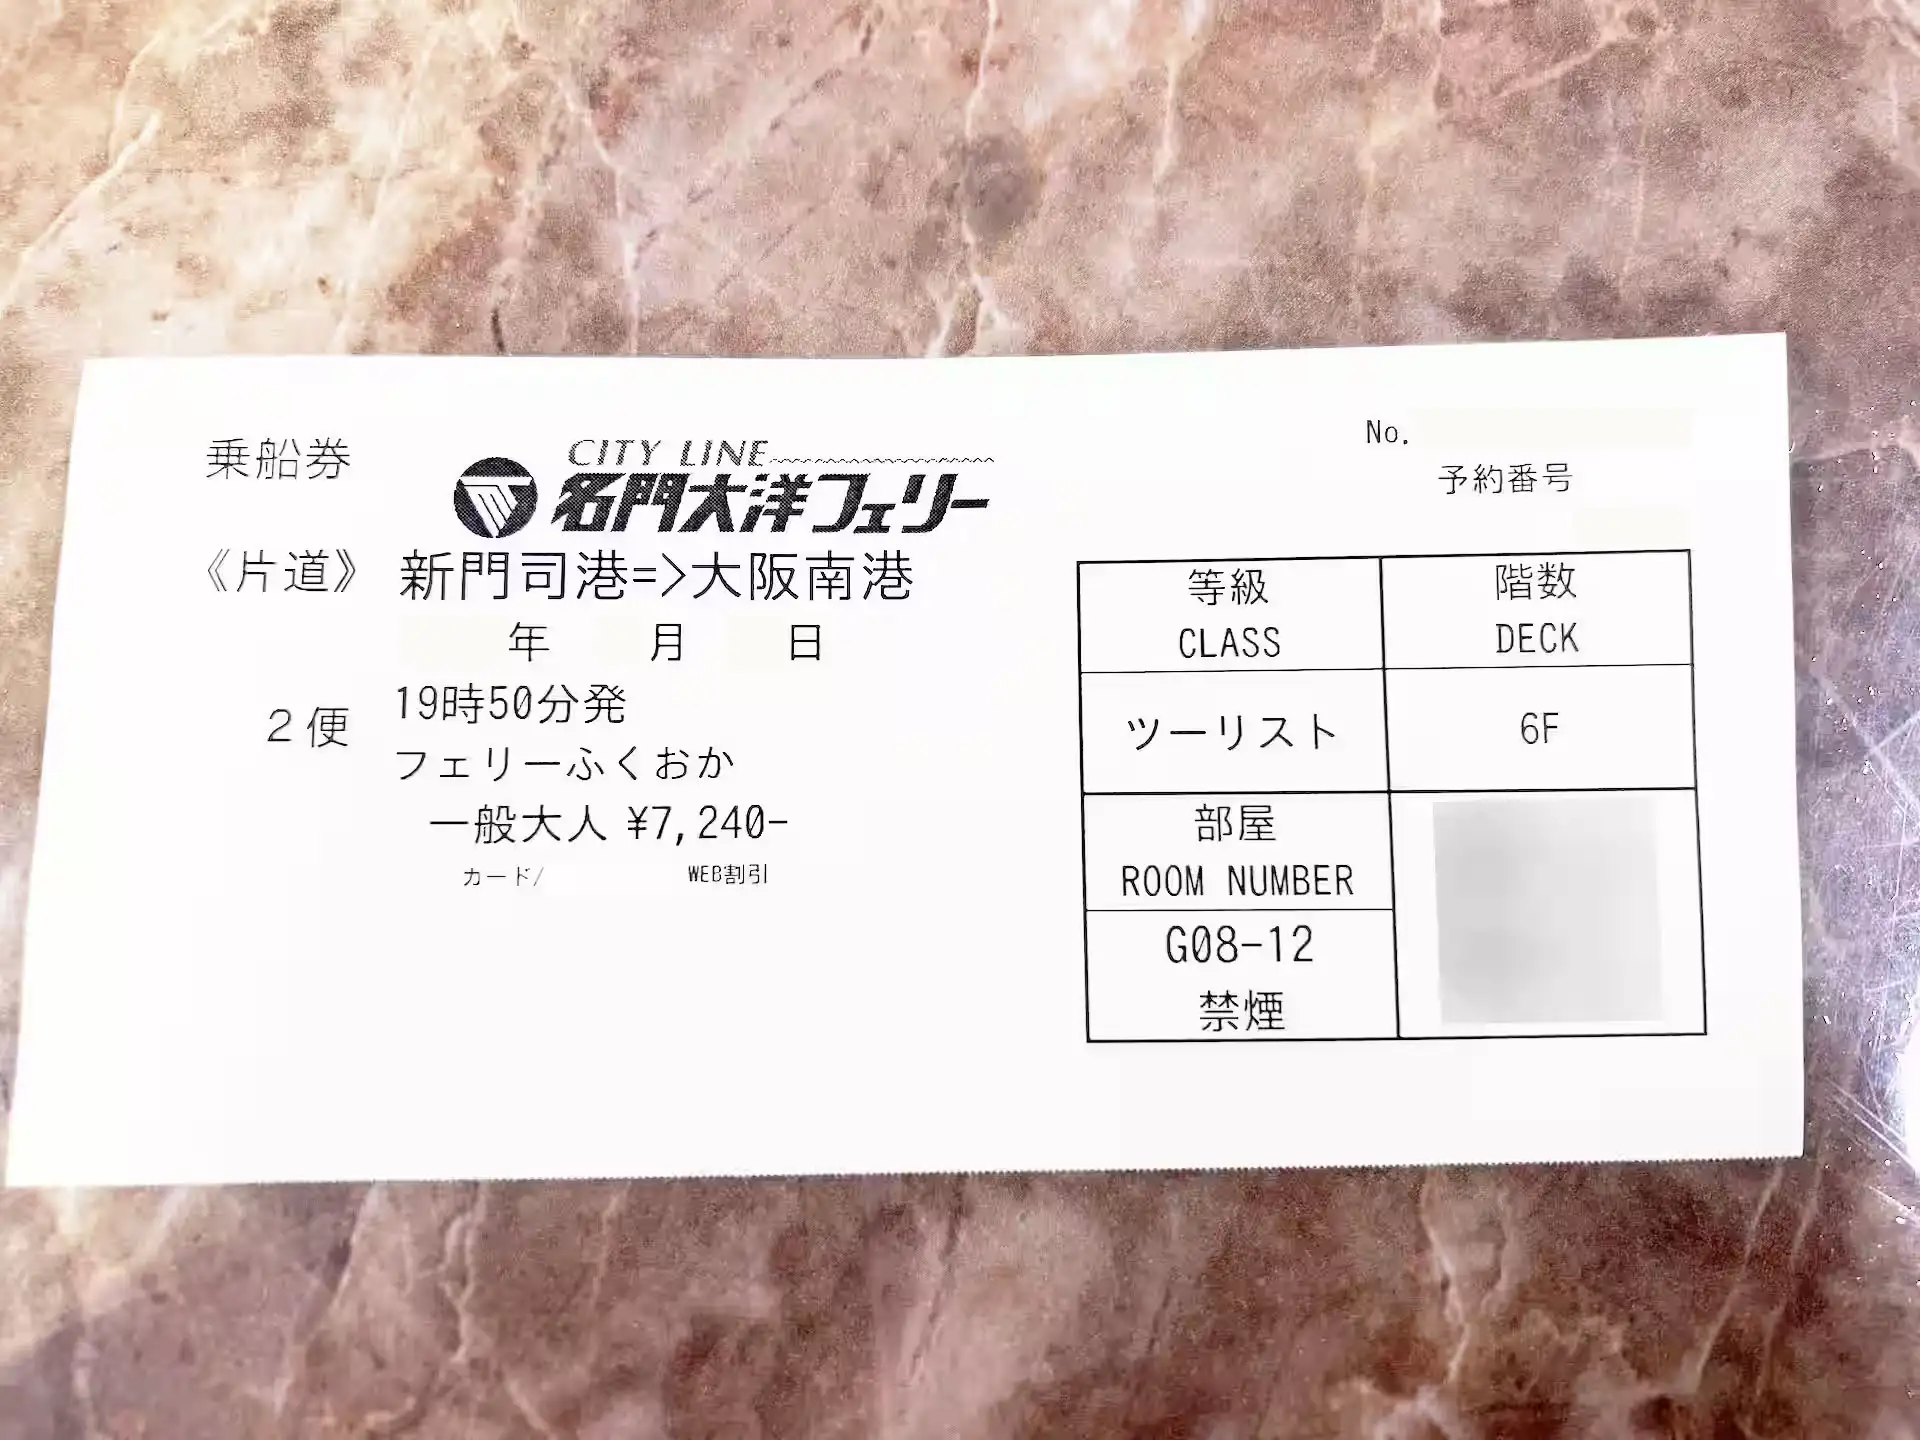 乗船券
CITY LINE
名門大洋フェリー
《片道》 新門司港=>大阪南港
年 月 日
2便 19時50分発
フェリーふくおか
一般大人 ¥7,240-
カード/ WEB割引
No.
予約番号
等級 階数
CLASS DECK
ツーリスト 6F
部屋
ROOM NUMBER
G08-12
禁煙